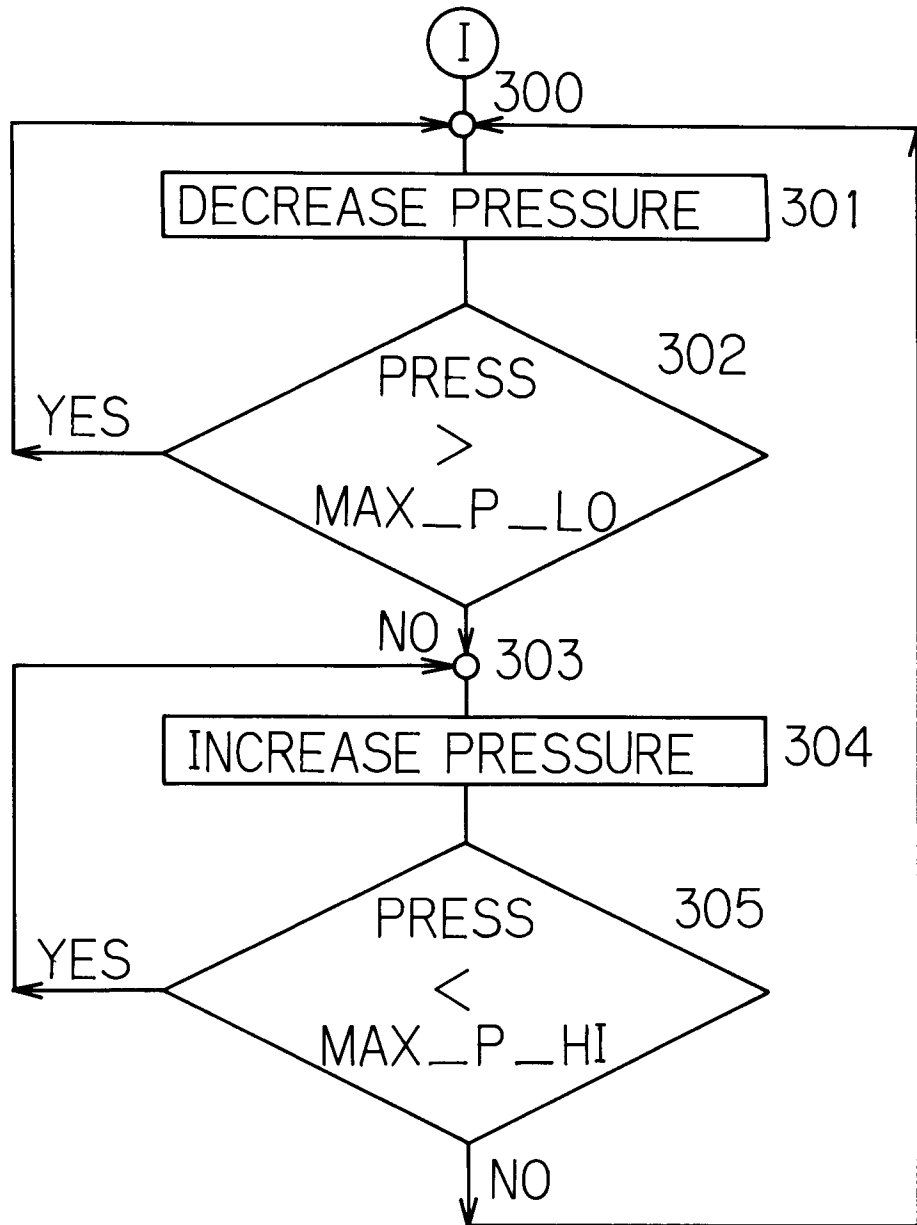 I
300
DECREASE PRESSURE 301
302
PRESS
>
MAX_P_LO
YES
NO
303
INCREASE PRESSURE 304
305
PRESS
<
MAX_P_HI
YES
NO